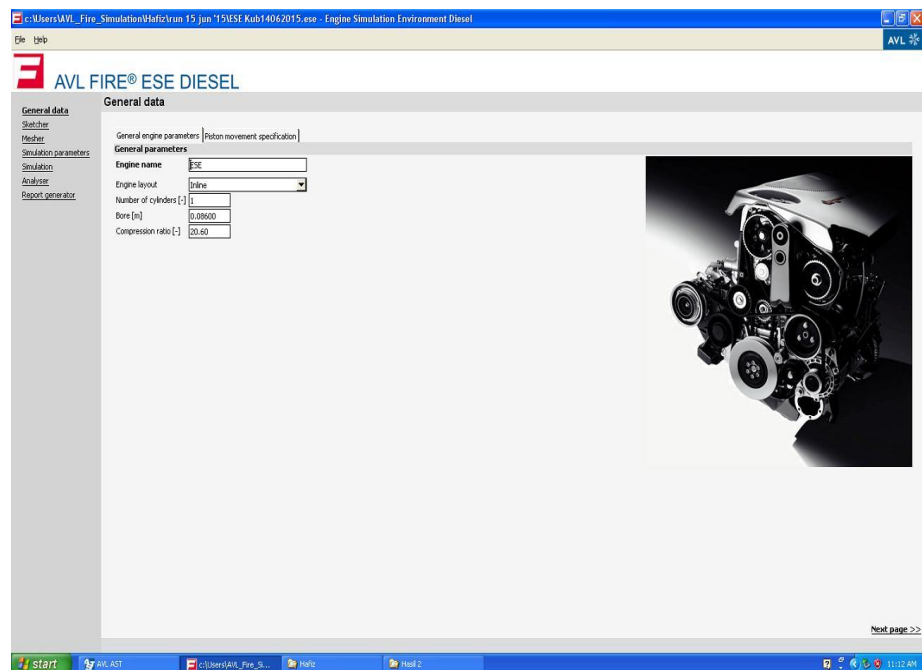 c:\Users\AVL_Fire_Simulation\Hafiz\run 15 jun '15\ESE Kub14062015.ese - Engine Simulation Environment Diesel
File Help
AVL
AVL FIRE® ESE DIESEL
General data
General data
Sketcher
Mesher
Simulation parameters
Simulation
Analyser
Report generator
General engine parameters Piston movement specification
General parameters
Engine name ESE
Engine layout Inline
Number of cylinders [-] 1
Bore [m] 0.08600
Compression ratio [-] 20.60
Next page >>
start AVL AST c:\Users\AVL_Fire_Si... Hafiz Hasil 2 11:12 AM